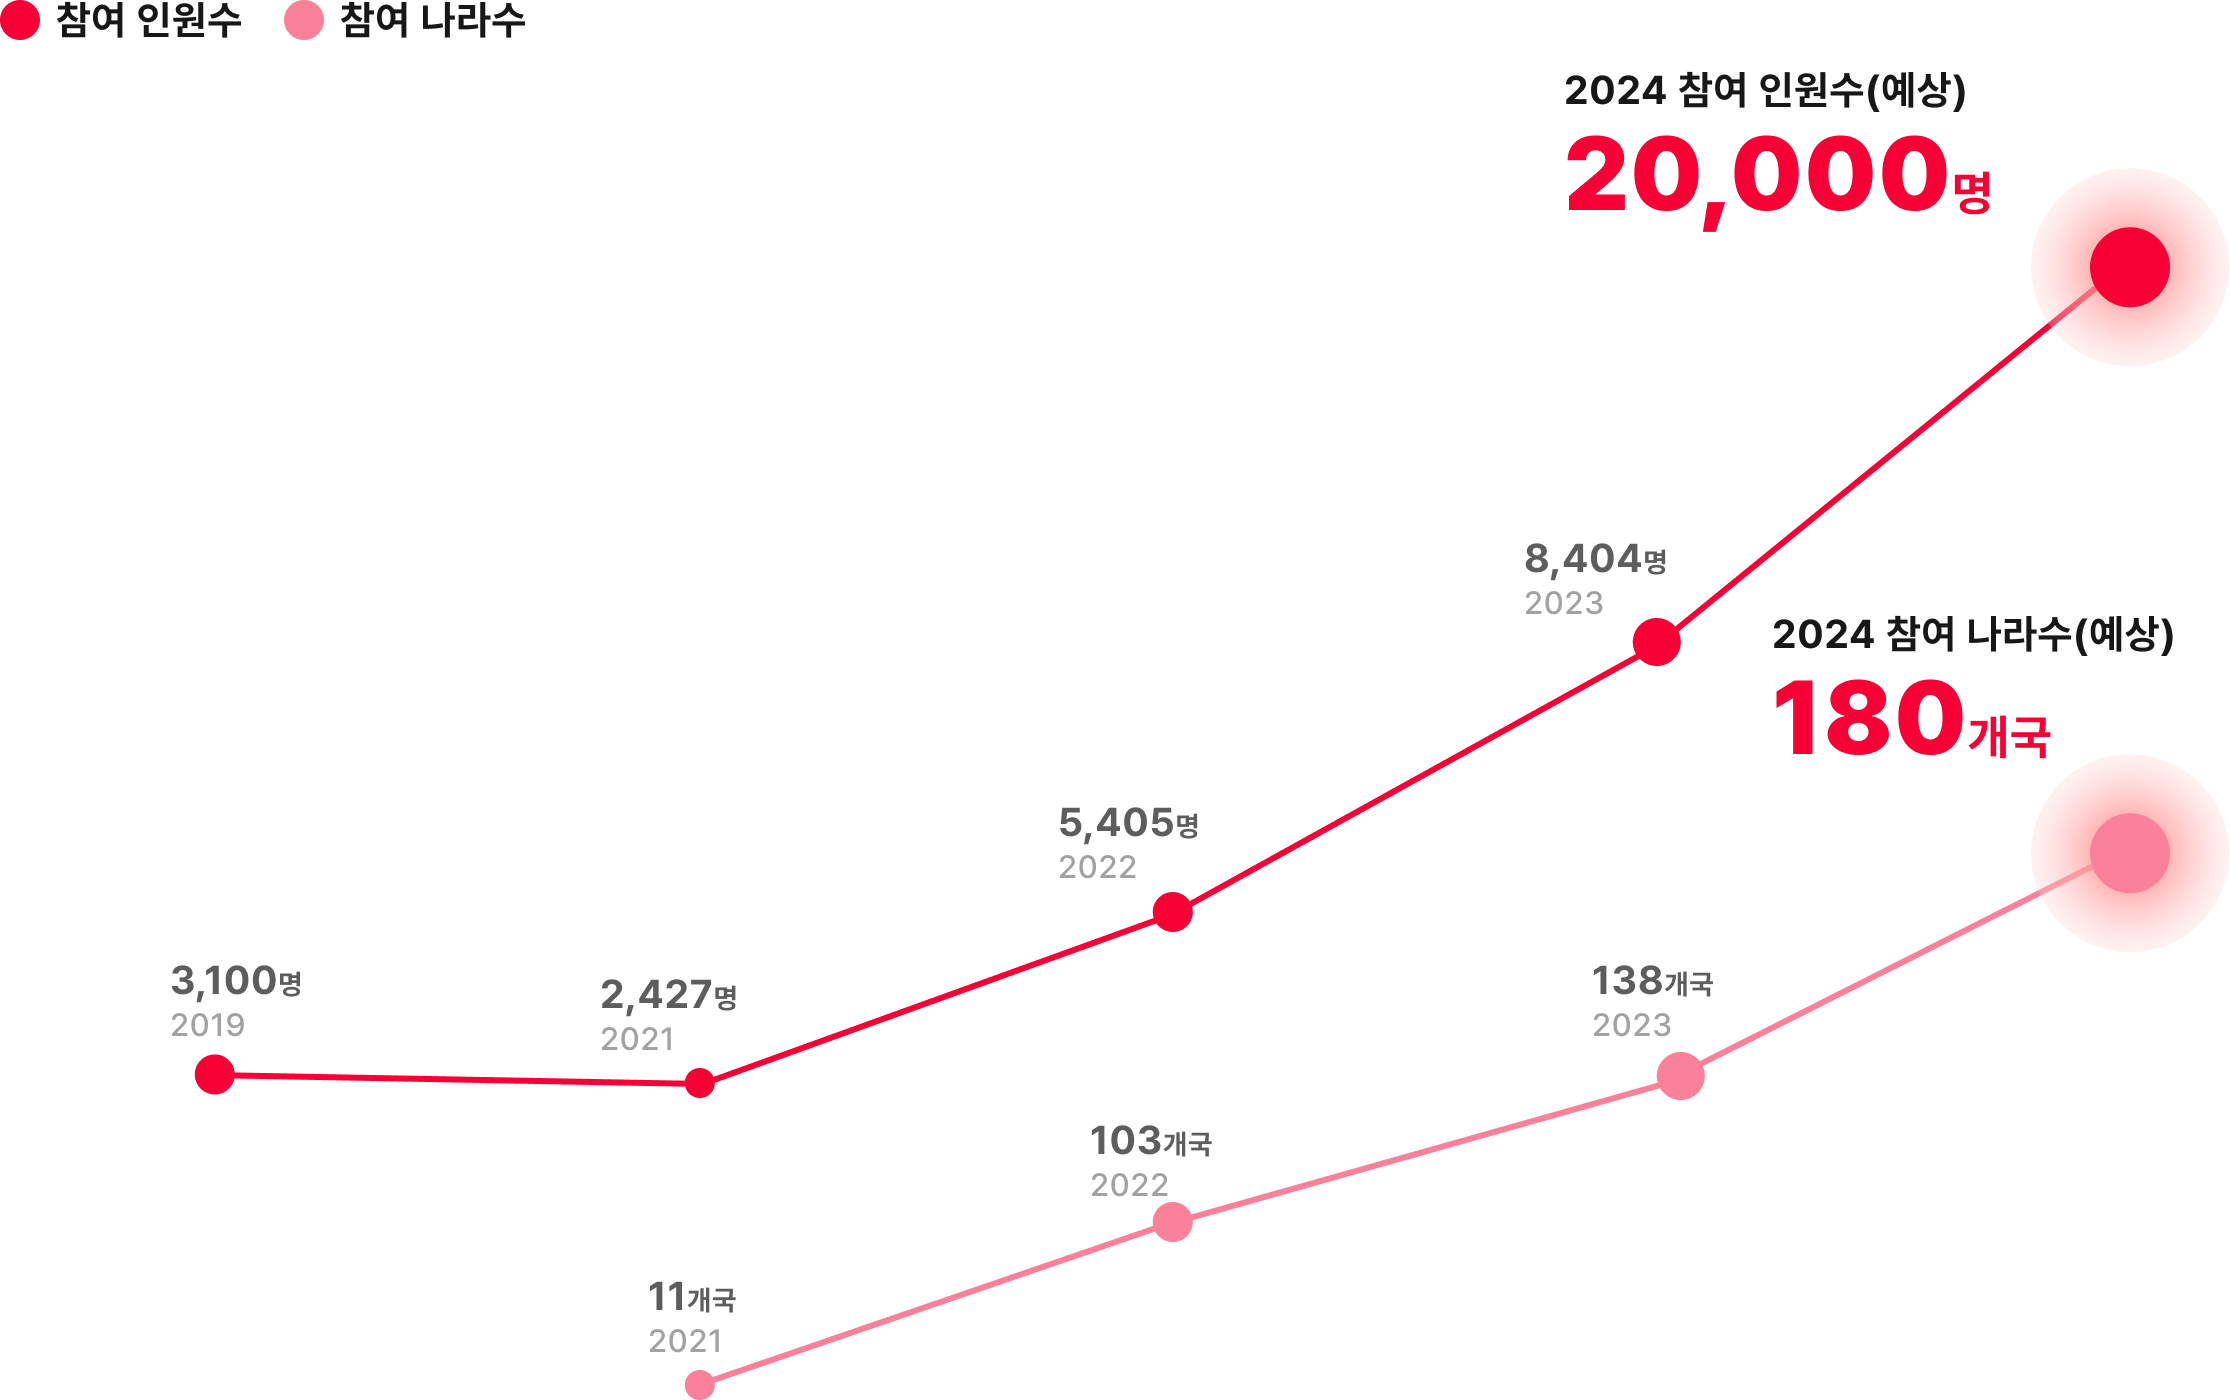 참여 인원수
참여 나라수
2024 참여 인원수(예상)
20,000명
8,404명
2023
2024 참여 나라수(예상)
180개국
5,405명
2022
3,100명
2019
2,427명
2021
138개국
2023
103개국
2022
11개국
2021